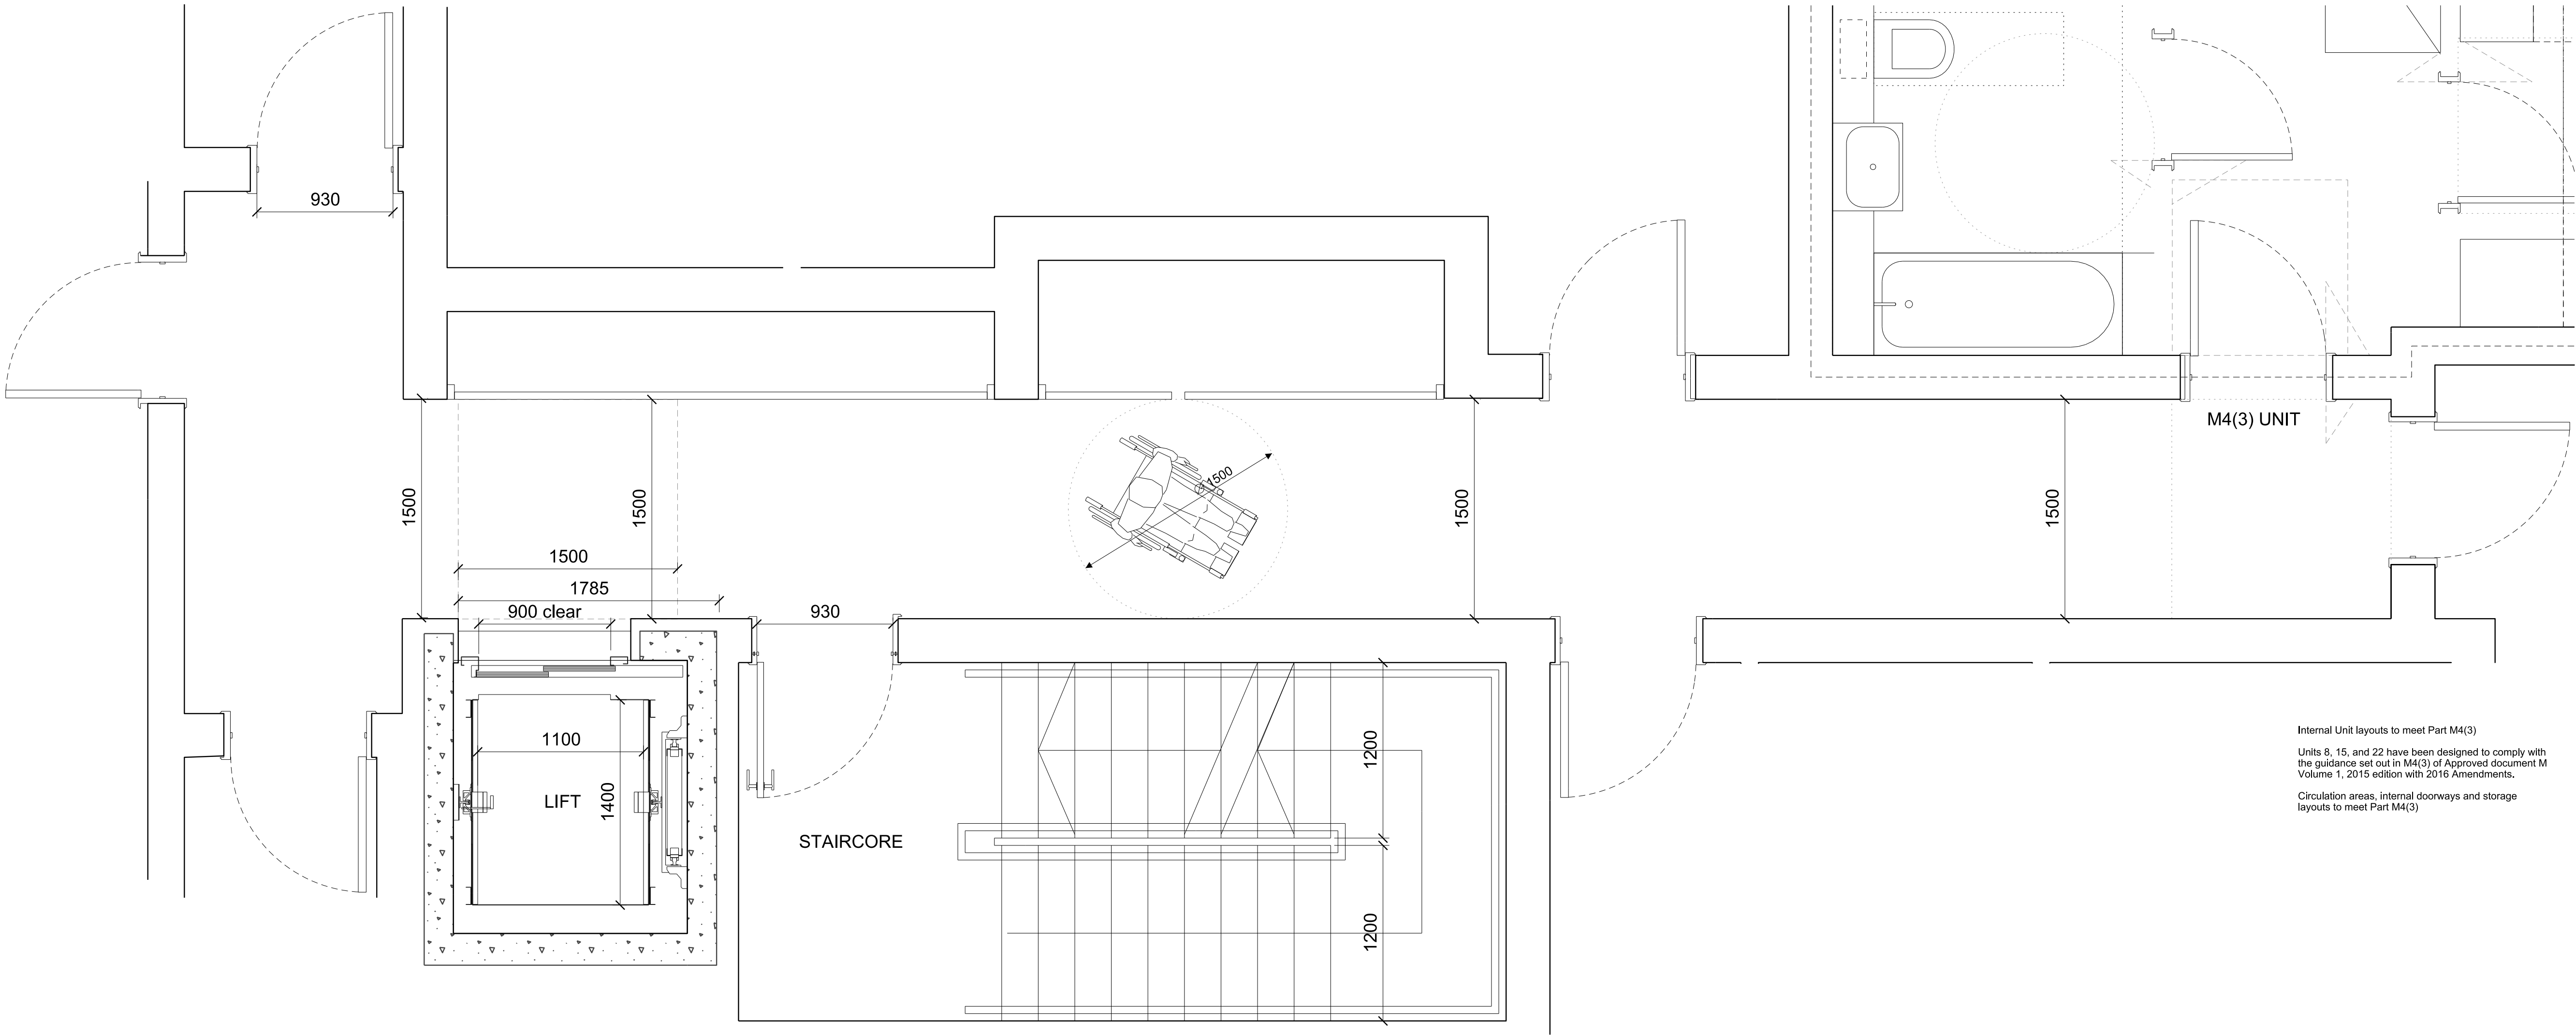 930
1500
1500
1500
1500
1500
M4(3) UNIT
1500
1785
900 clear
930
1100
1400
LIFT
STAIRCORE
1200
1200
Internal Unit layouts to meet Part M4(3)
Units 8, 15, and 22 have been designed to comply with
the guidance set out in M4(3) of Approved document M
Volume 1, 2015 edition with 2016 Amendments.
Circulation areas, internal doorways and storage
layouts to meet Part M4(3)